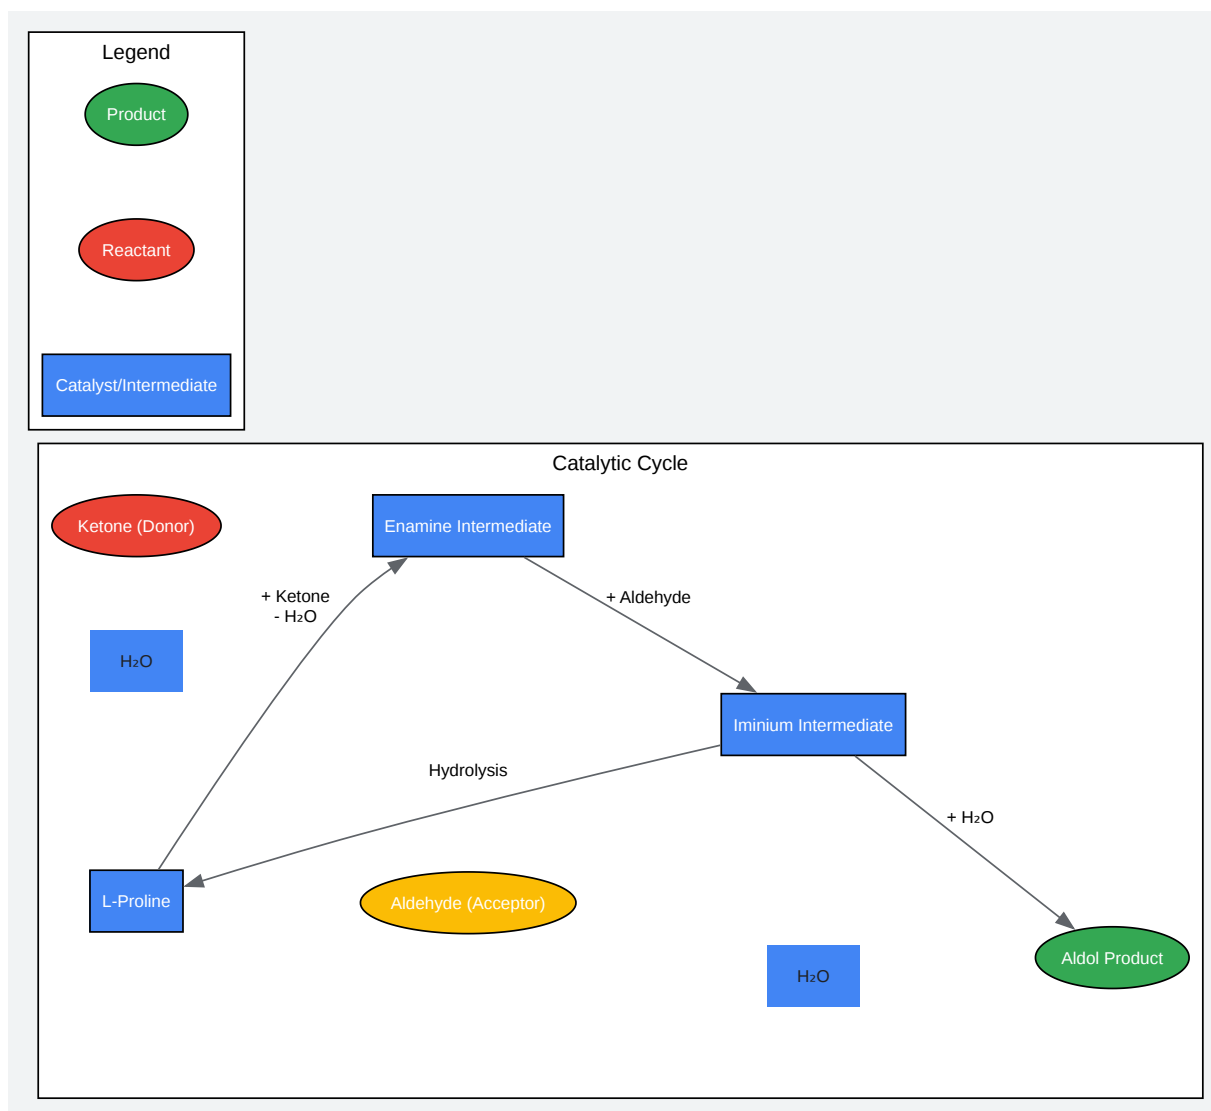 Legend
Product
Reactant
Catalyst/Intermediate
Catalytic Cycle
Ketone (Donor)
Enamine Intermediate
+ Ketone
- H₂O
+ Aldehyde
H₂O
Iminium Intermediate
Hydrolysis
+ H₂O
L-Proline
Aldehyde (Acceptor)
Aldol Product
H₂O